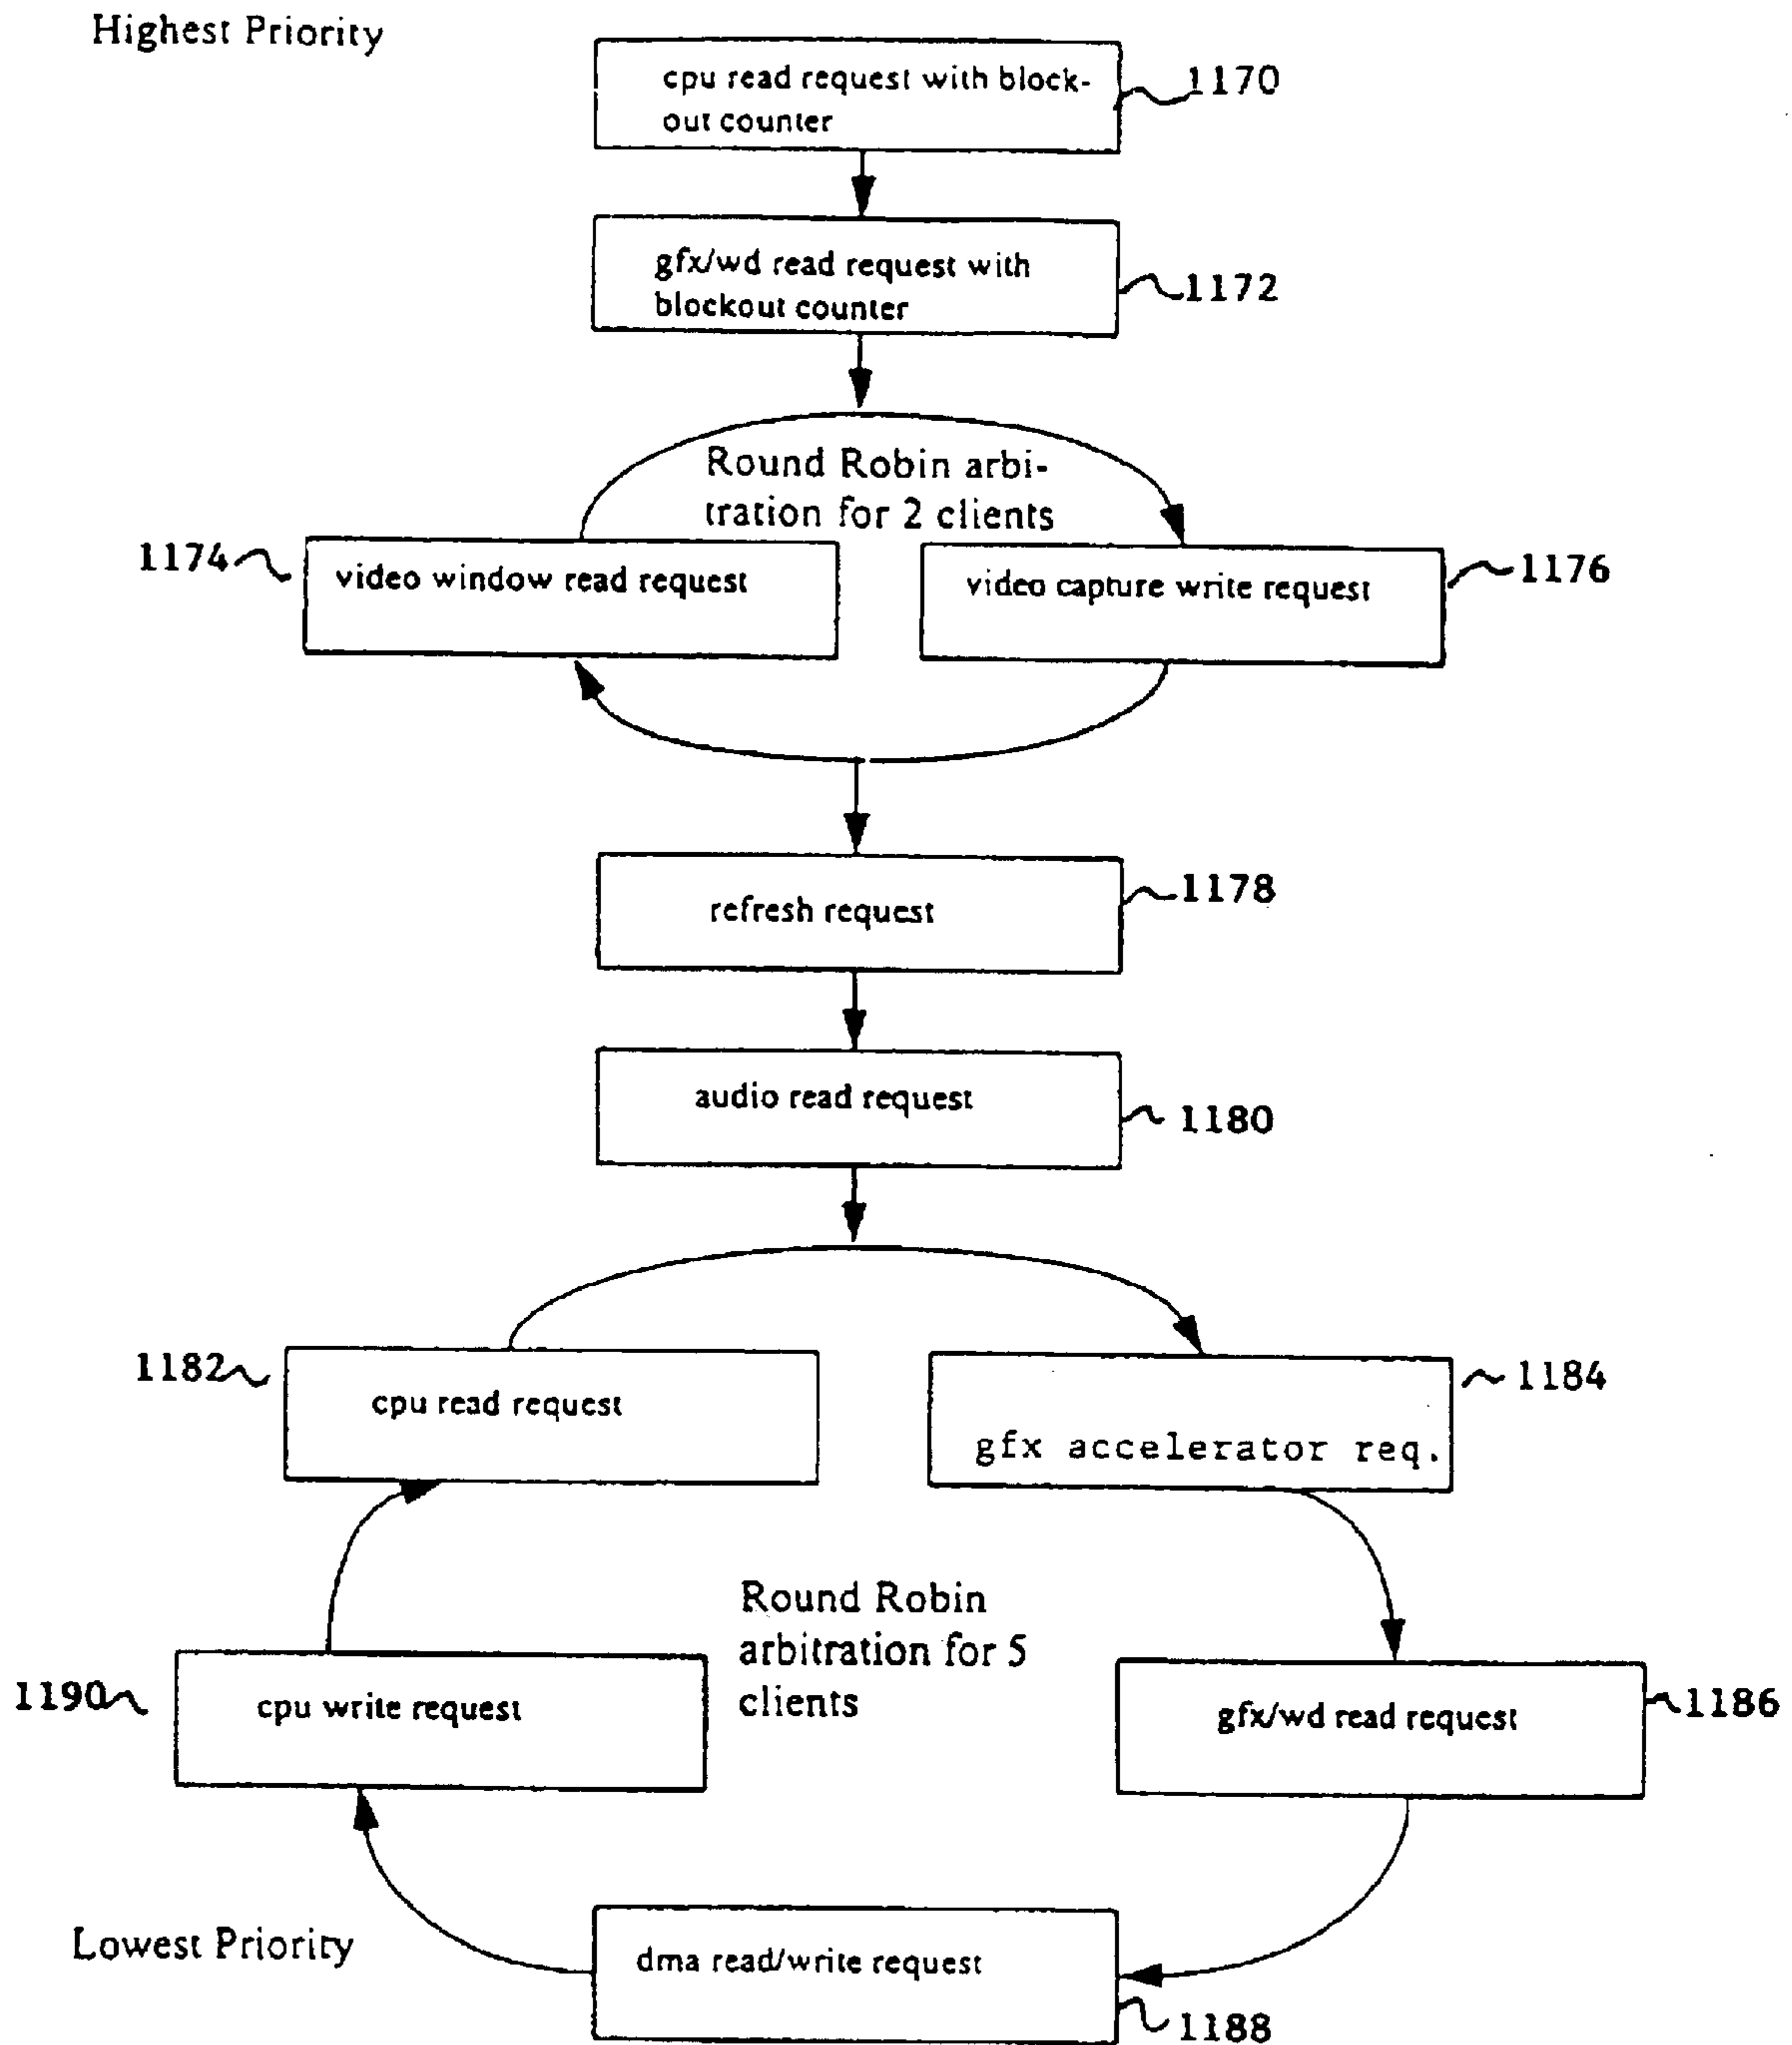 Highest Priority
cpu read request with block-
out counter
1170
gfx/wd read request with
blockout counter
1172
Round Robin arbi-
tration for 2 clients
1174
video window read request
video capture write request
1176
refresh request
1178
audio read request
1180
1182
cpu read request
gfx accelerator req.
1184
Round Robin
arbitration for 5
clients
1190
cpu write request
gfx/wd read request
1186
Lowest Priority
dma read/write request
1188